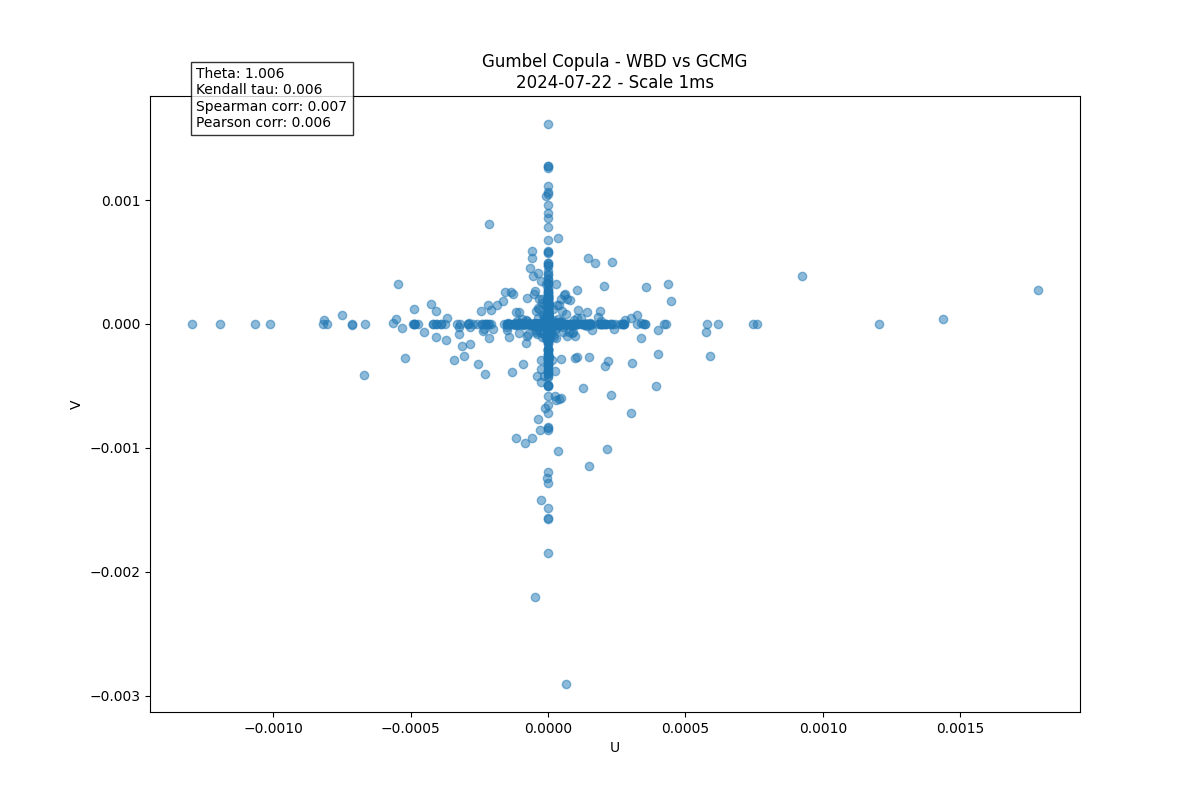 Gumbel Copula - WBD vs GCMG
2024-07-22 - Scale 1ms
Theta: 1.006
Kendall tau: 0.006
Spearman corr: 0.007
Pearson corr: 0.006
0.001
0.000
−0.001
−0.002
−0.003
V
−0.0010 −0.0005 0.0000 0.0005 0.0010 0.0015
U